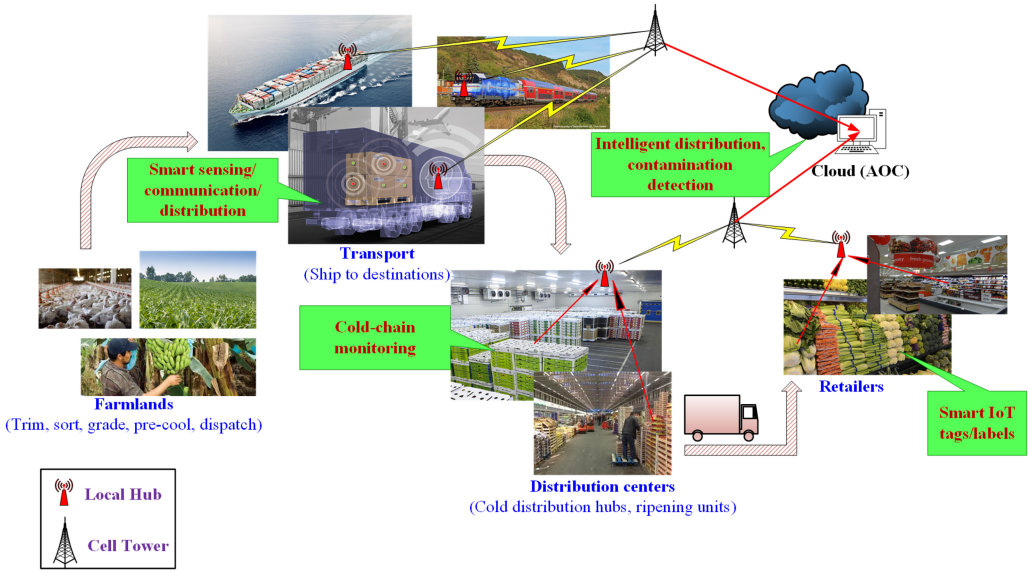 Smart sensing/
communication/
distribution
Transport
(Ship to destinations)
Intelligent distribution,
contamination
detection
Cloud (AOC)
Farmlands
(Trim, sort, grade, pre-cool, dispatch)
Cold-chain
monitoring
Distribution centers
(Cold distribution hubs, ripening units)
Retailers
Smart IoT
tags/labels
Local Hub
Cell Tower